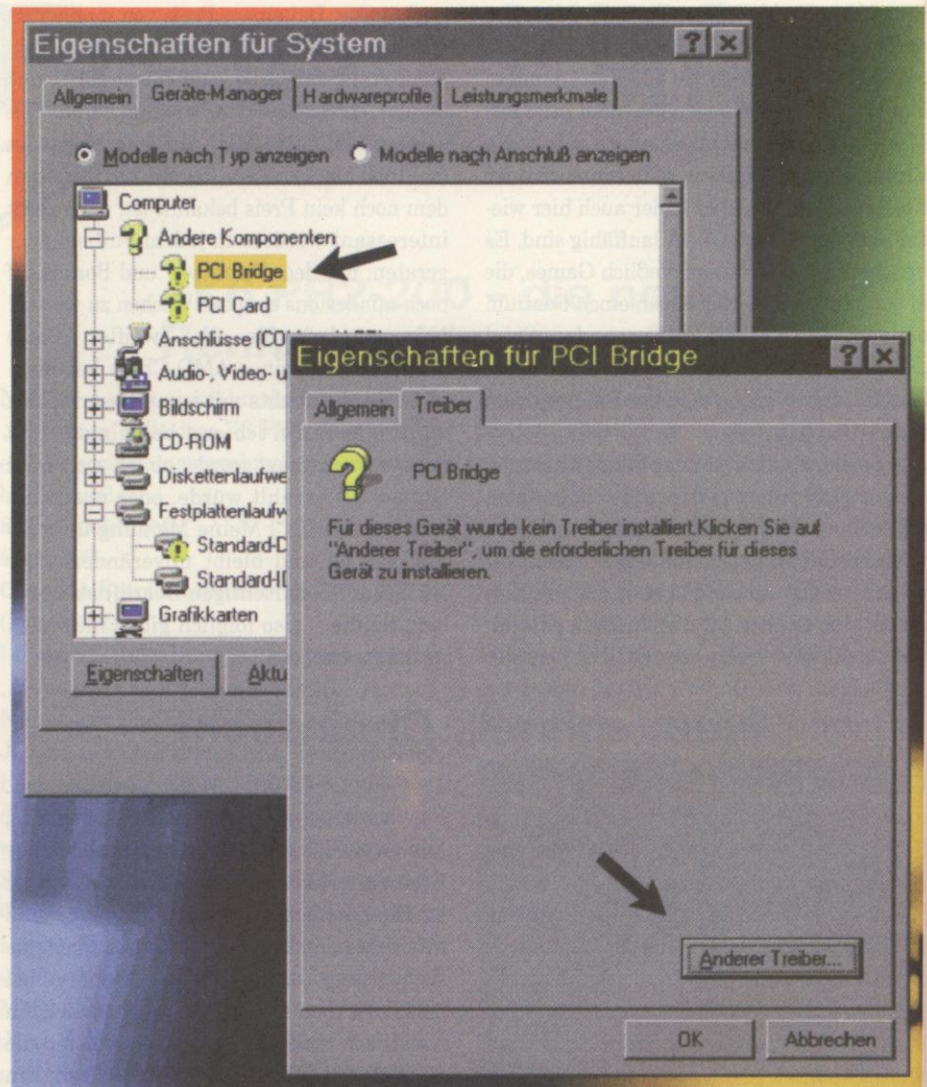 Eigenschaften für System
Allgemein Geräte-Manager Hardwareprofile Leistungsmerkmale
Modelle nach Typ anzeigen Modelle nach Anschluß anzeigen
Computer
Andere Komponenten
PCI Bridge
PCI Card
Anschlüsse (CO
Audio-, Video- u
Bildschirm
CD-ROM
Diskettenlaufwe
Festplattenlaufw
Standard-D
Standard-ID
Grafikkarten
Eigenschaften Aktu
Eigenschaften für PCI Bridge
Allgemein Treiber
PCI Bridge
Für dieses Gerät wurde kein Treiber installiert.Klicken Sie auf
"Anderer Treiber", um die erforderlichen Treiber für dieses
Gerät zu installieren.
Anderer Treiber...
OK Abbrechen